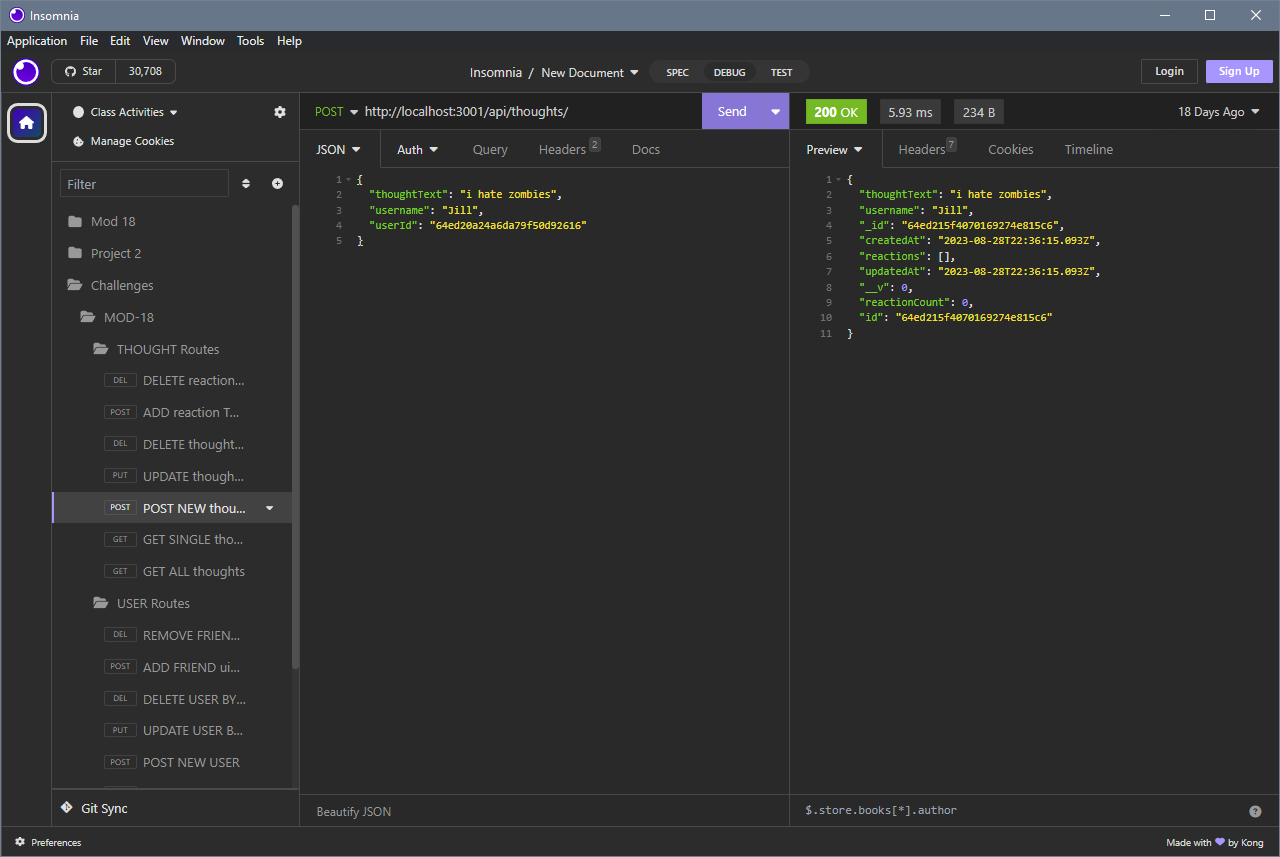 Insomnia
Application File Edit View Window Tools Help
Star 30,708
Insomnia / New Document
SPEC DEBUG TEST
Login Sign Up
Class Activities
Manage Cookies
Filter
Mod 18
Project 2
Challenges
MOD-18
THOUGHT Routes
DEL DELETE reaction...
POST ADD reaction T...
DEL DELETE thought...
PUT UPDATE though...
POST POST NEW thou...
GET GET SINGLE tho...
GET GET ALL thoughts
USER Routes
DEL REMOVE FRIEN...
POST ADD FRIEND ui...
DEL DELETE USER BY...
PUT UPDATE USER B...
POST POST NEW USER
Git Sync
Preferences
POST http://localhost:3001/api/thoughts/ Send
JSON Auth Query Headers 2 Docs
1 {
2 "thoughtText": "i hate zombies",
3 "username": "Jill",
4 "userId": "64ed20a24a6da79f50d92616"
5 }
Beautify JSON
200 OK 5.93 ms 234 B 18 Days Ago
Preview Headers 7 Cookies Timeline
1 {
2 "thoughtText": "i hate zombies",
3 "username": "Jill",
4 "_id": "64ed215f4070169274e815c6",
5 "createdAt": "2023-08-28T22:36:15.093Z",
6 "reactions": [],
7 "updatedAt": "2023-08-28T22:36:15.093Z",
8 "__v": 0,
9 "reactionCount": 0,
10 "id": "64ed215f4070169274e815c6"
11 }
$.store.books[*].author ?
Made with 💜 by Kong